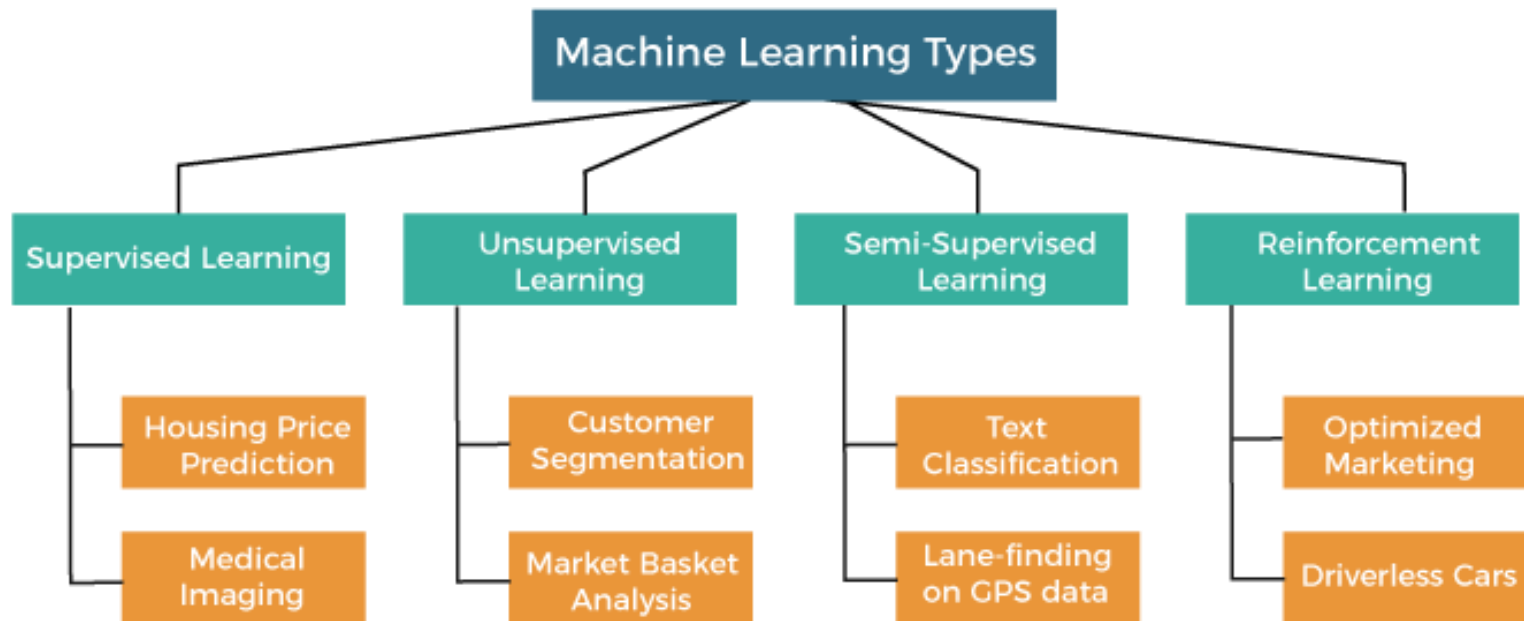 Machine Learning Types
Supervised Learning
Unsupervised
Learning
Semi-Supervised
Learning
Reinforcement
Learning
Housing Price
Prediction
Customer
Segmentation
Text
Classification
Optimized
Marketing
Medical
Imaging
Market Basket
Analysis
Lane-finding
on GPS data
Driverless Cars